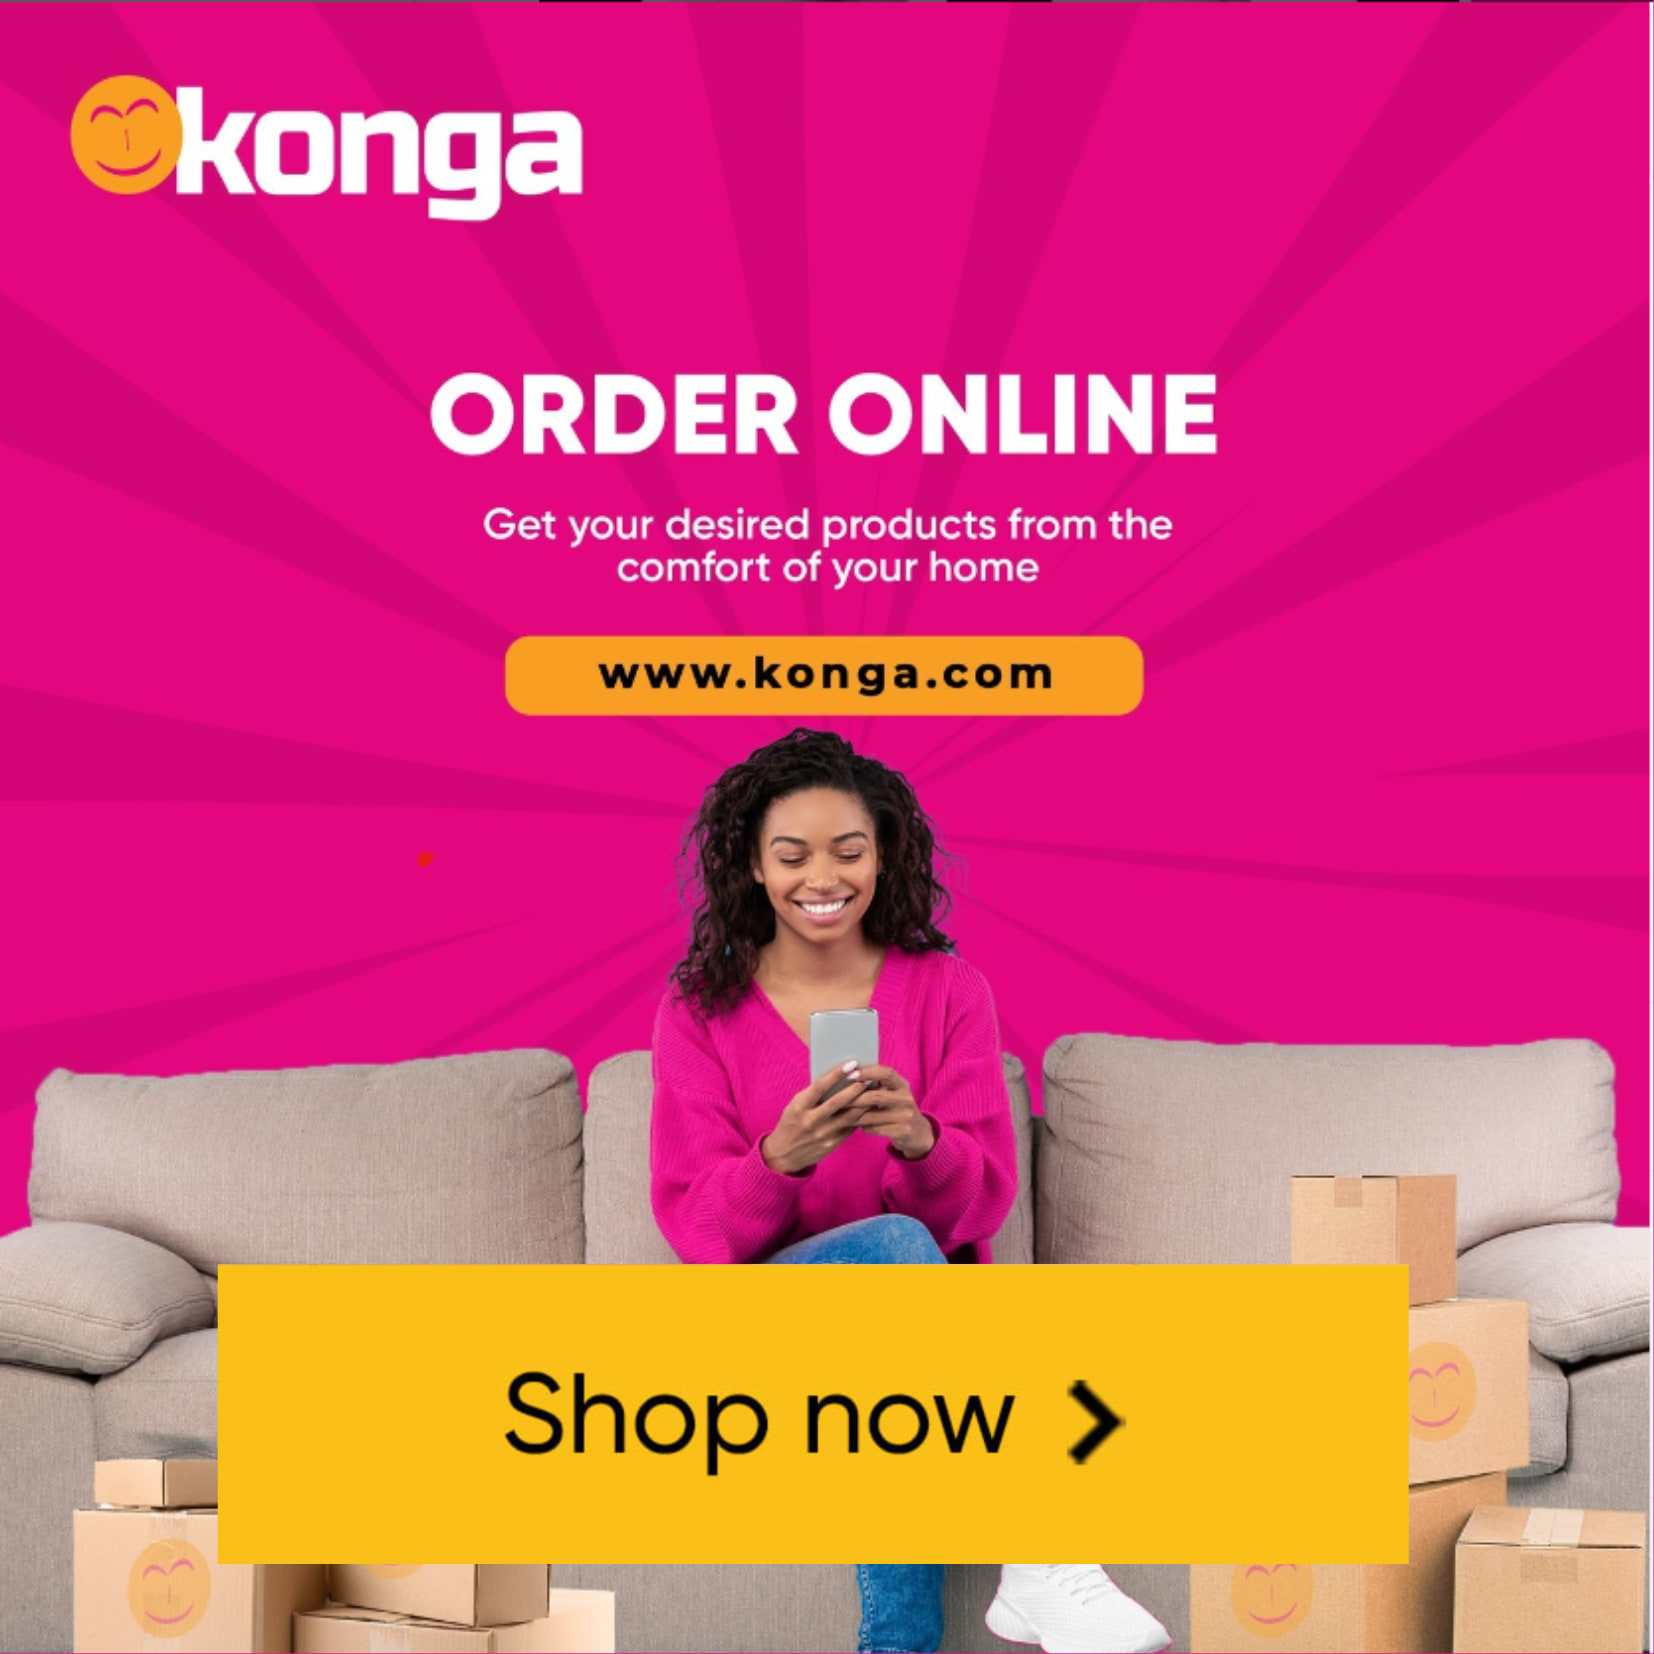 konga
ORDER ONLINE
Get your desired products from the
comfort of your home
www.konga.com
Shop now